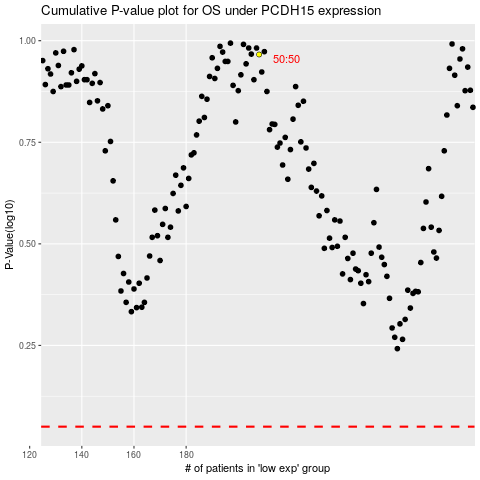 Cumulative P-value plot for OS under PCDH15 expression
1.00
50:50
0.75
P-Value(log10)
0.50
0.25
120 140 160 180
# of patients in 'low exp' group